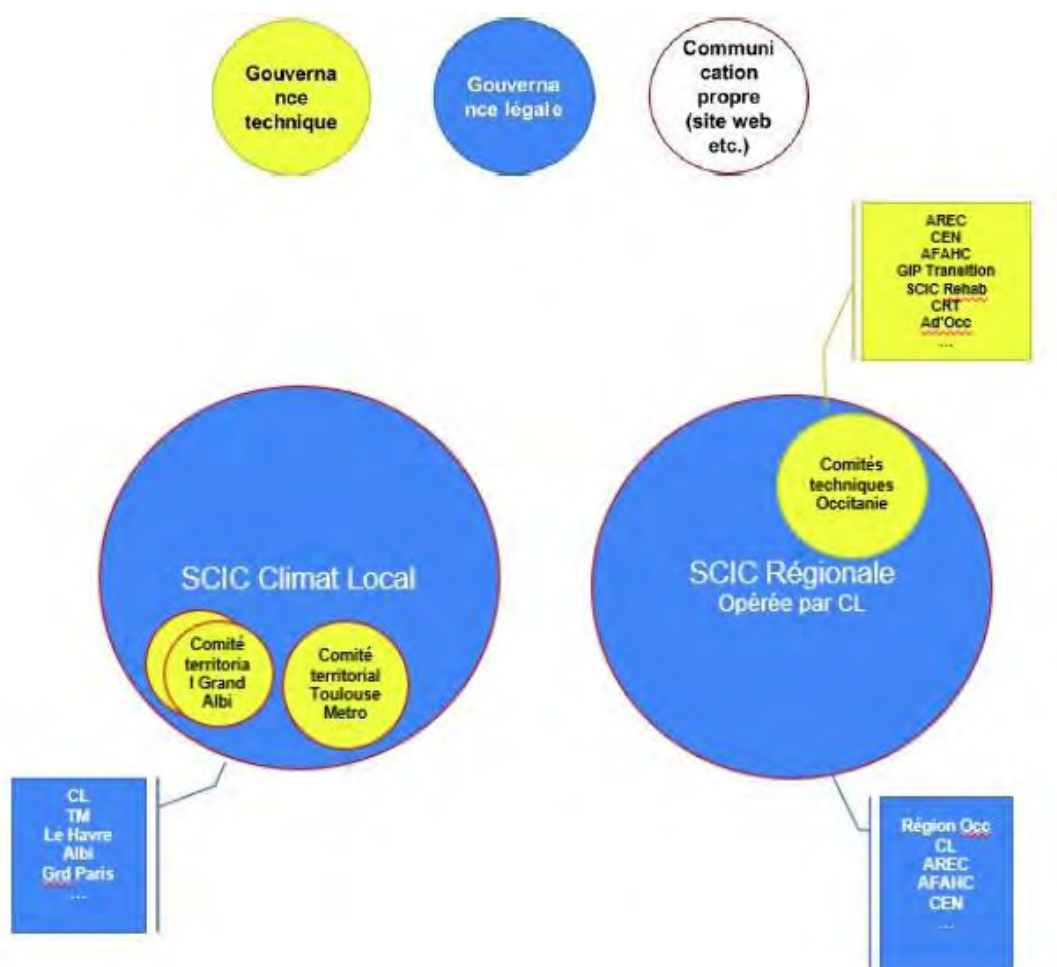 Gouverna
nce
technique
Gouverna
nce légale
Communi
cation
propre
(site web
etc.)
AREC
CEN
AFAHC
GIP Transition
SCIC Rehab
CRT
Ad'Occ
...
Comités
techniques
Occitanie
SCIC Régionale
Opérée par CL
SCIC Climat Local
Comité
territoria
l Grand
Albi
Comité
territorial
Toulouse
Metro
CL
TM
Le Havre
Albi
Grd Paris
...
Région Occ
CL
AREC
AFAHC
CEN
...